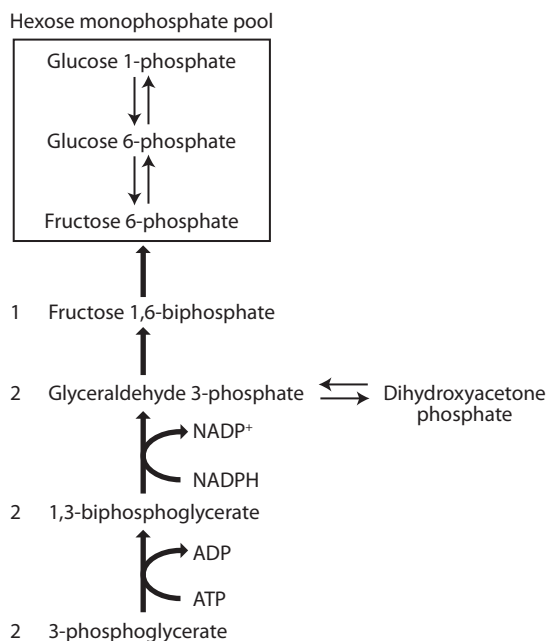 Hexose monophosphate pool
Glucose 1-phosphate
Glucose 6-phosphate
Fructose 6-phosphate
1 Fructose 1,6-biphosphate
2 Glyceraldehyde 3-phosphate
Dihydroxyacetone
phosphate
NADP⁺
NADPH
2 1,3-biphosphoglycerate
ADP
ATP
2 3-phosphoglycerate